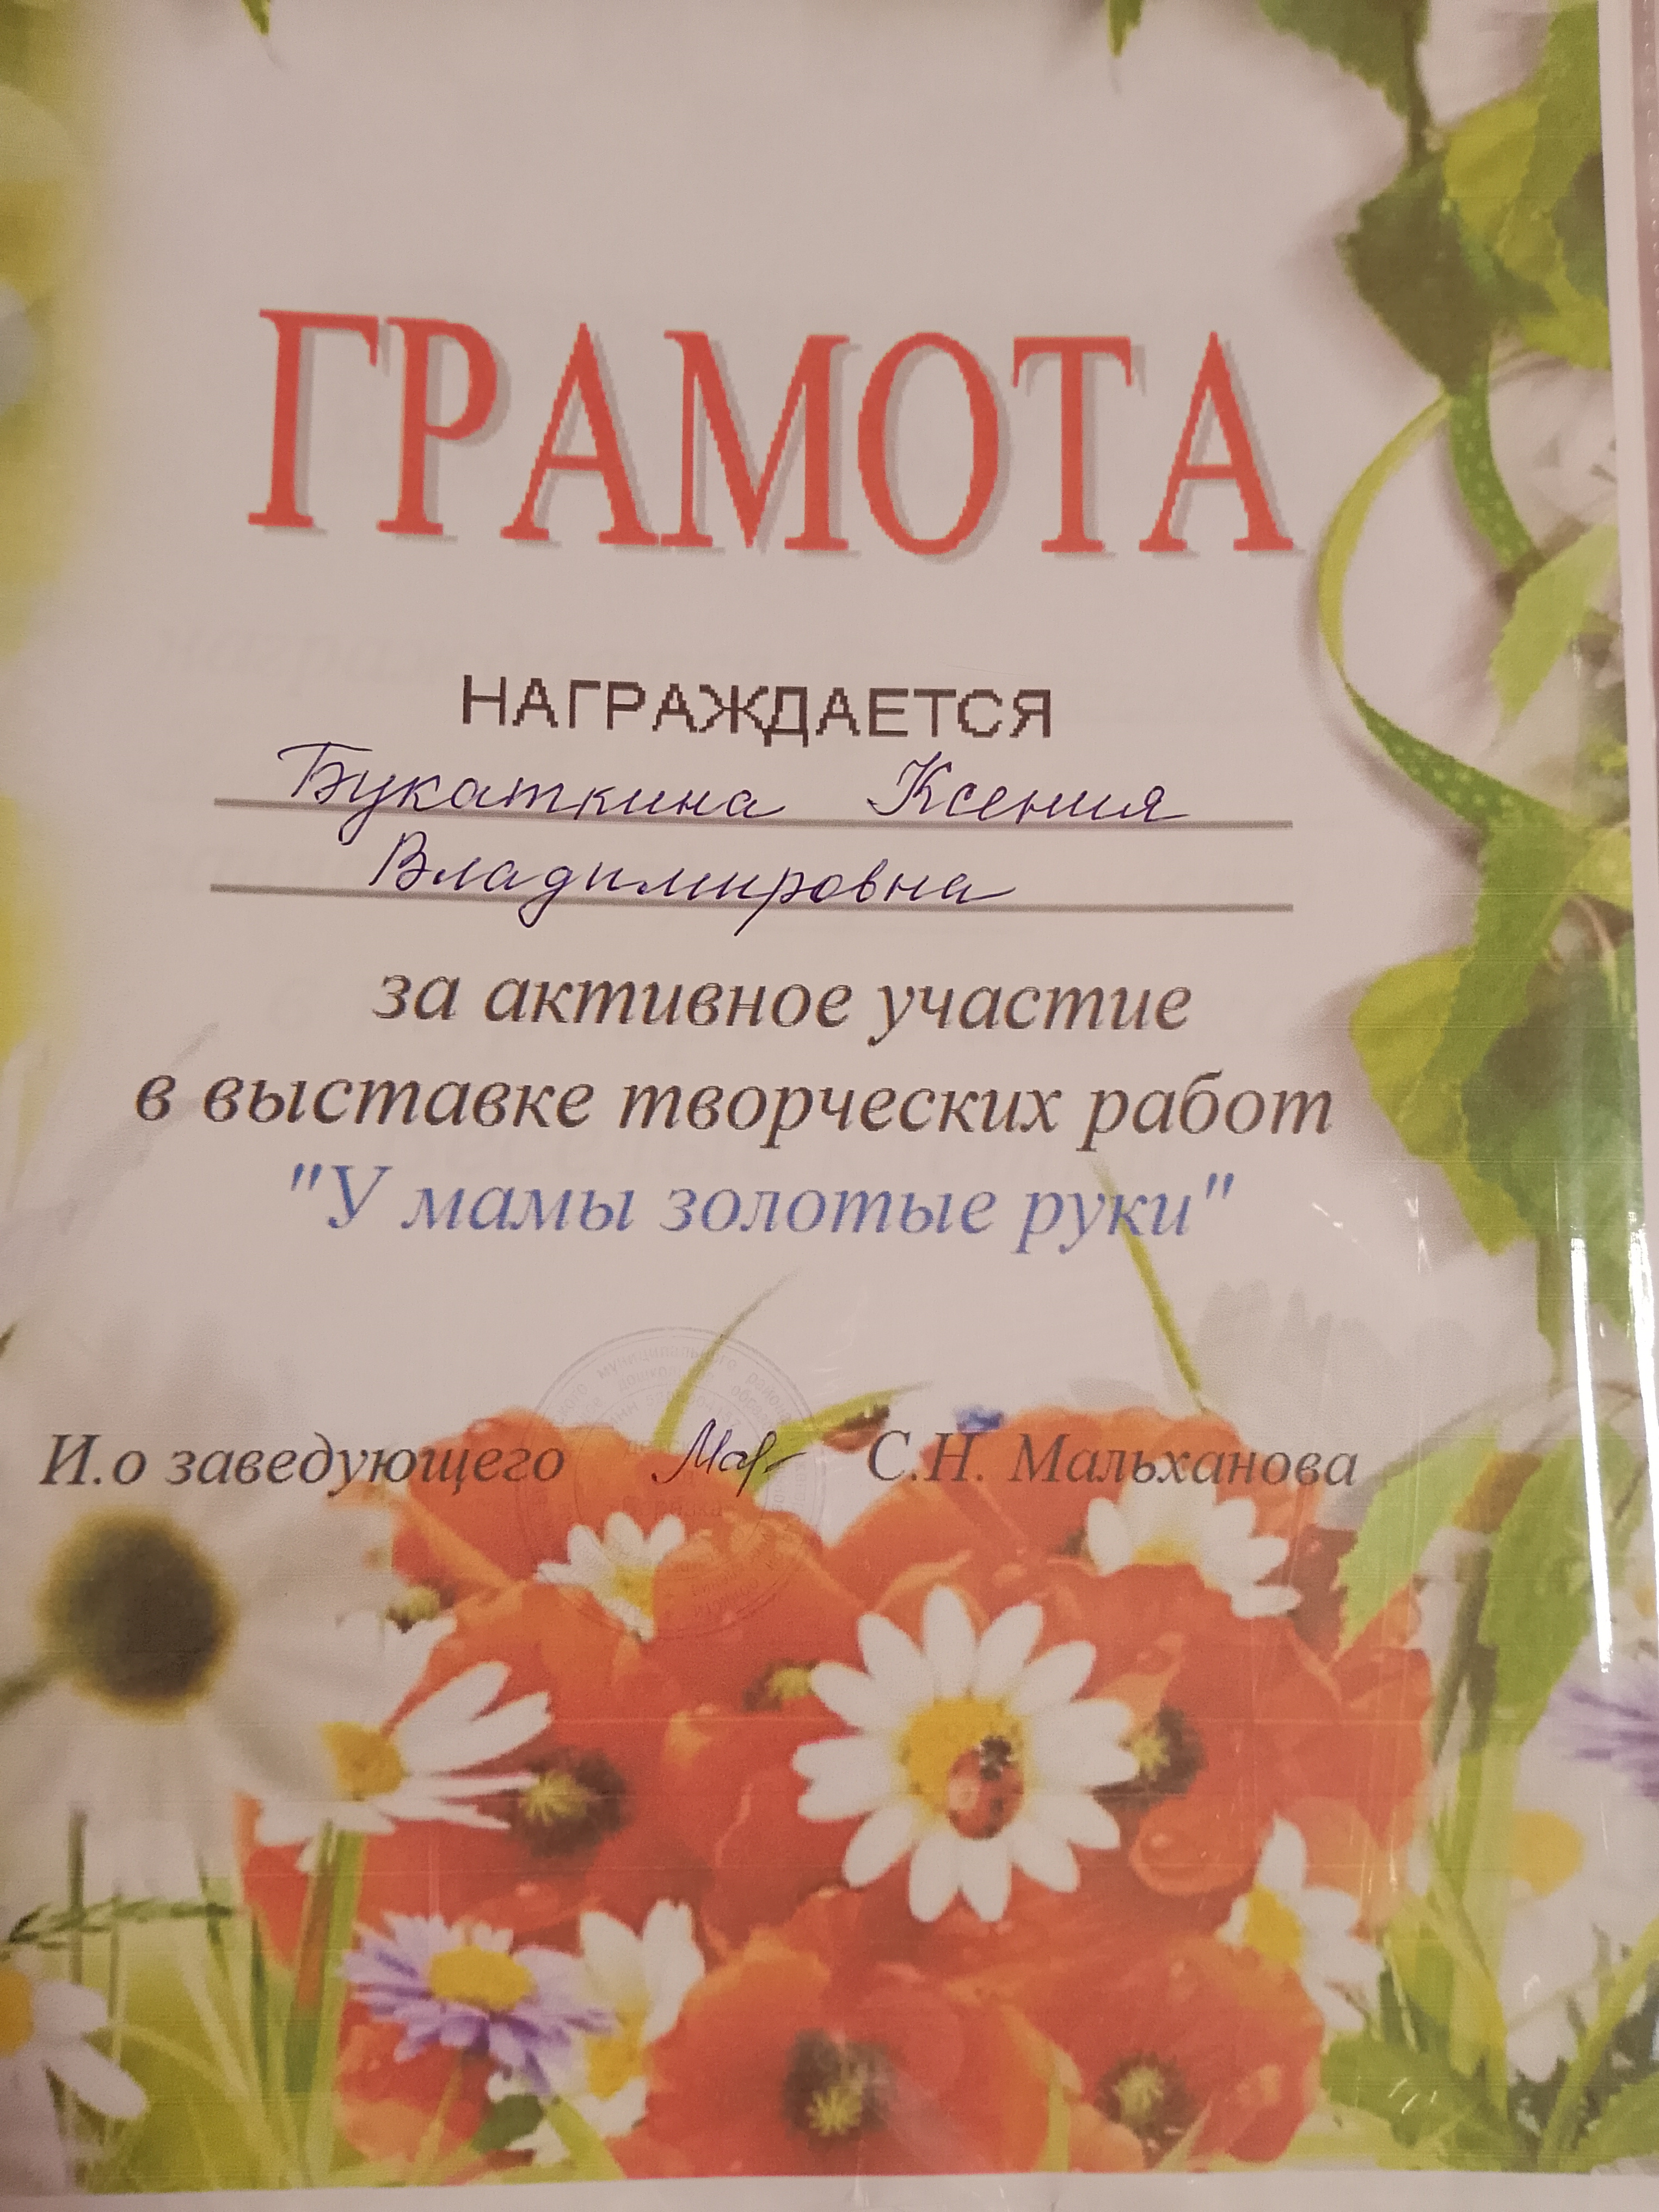 ГРАМОТА
НАГРАЖДАЕТСЯ
Букаткина Ксения
Владимировна
за активное участие
в выставке творческих работ
"У мамы золотые руки"
И.о заведующего С.Н. Мальханова